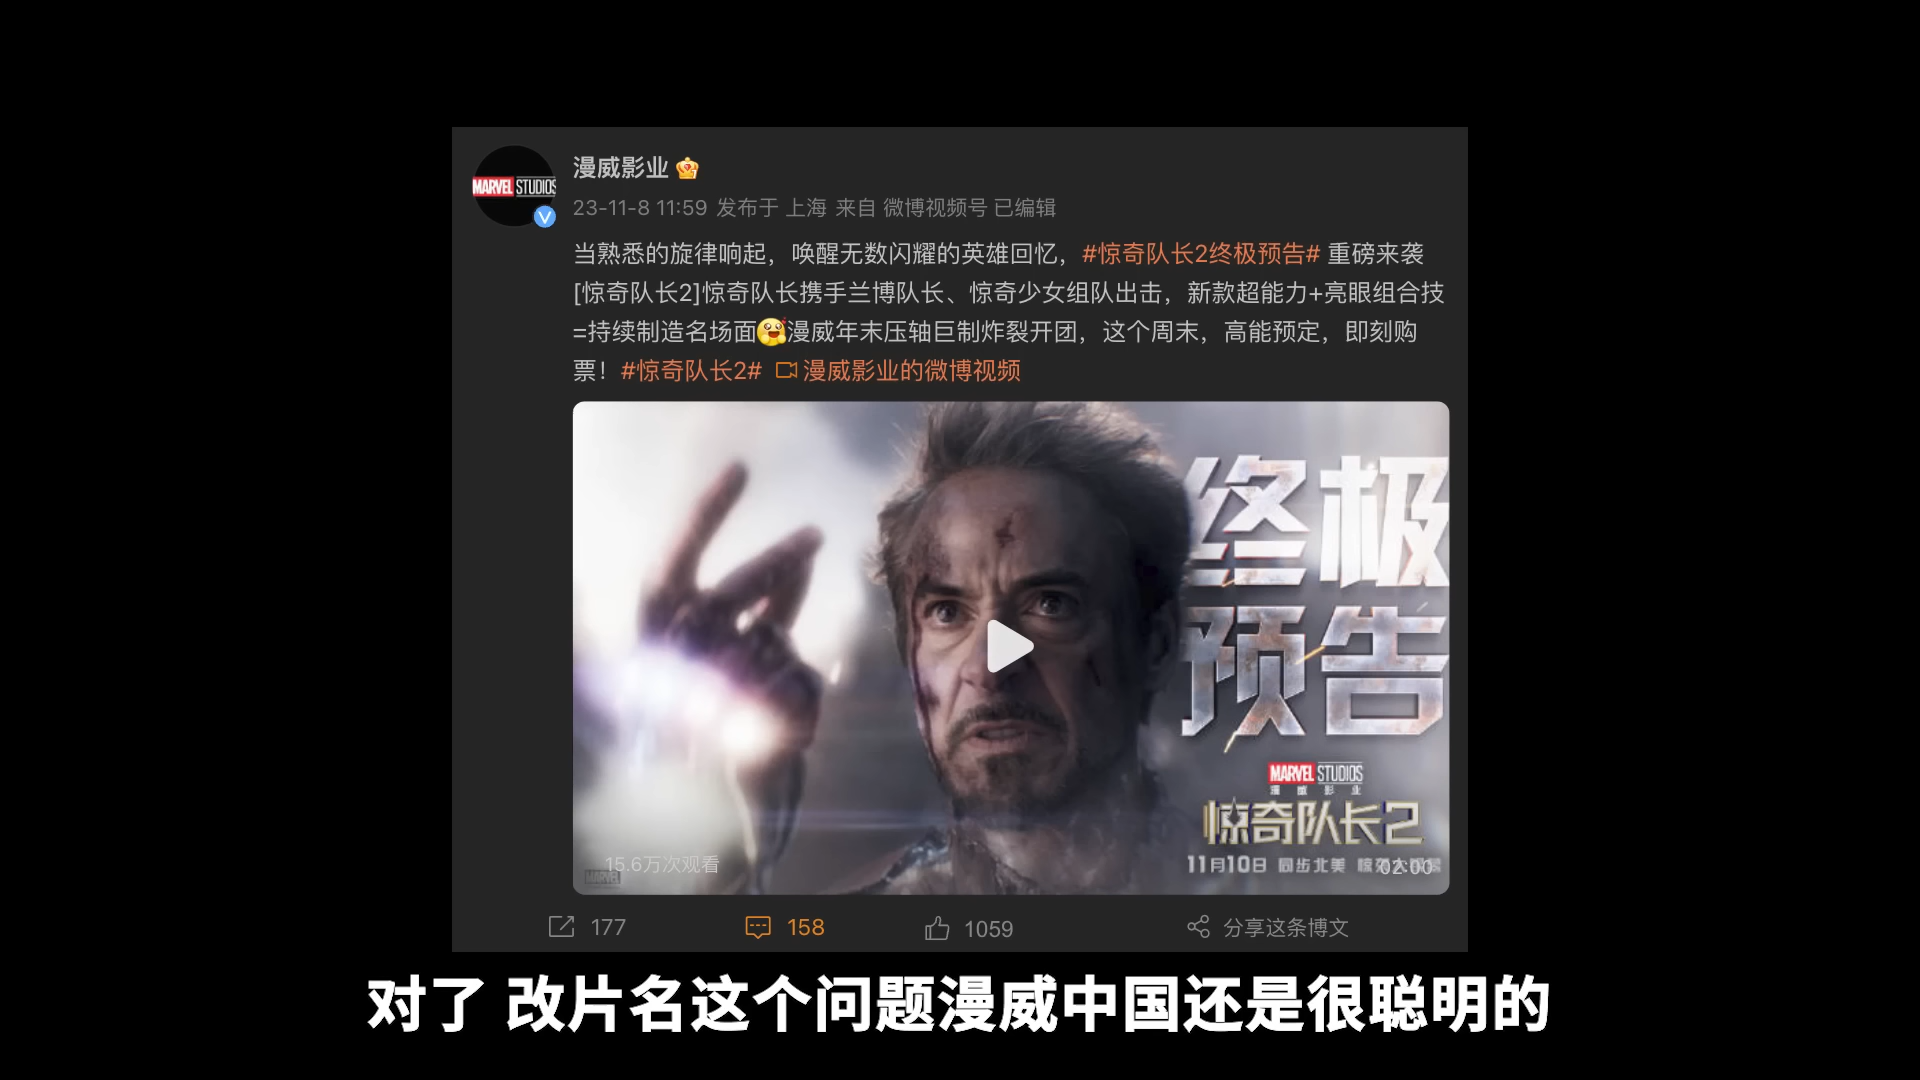 MARVEL STUDIOS
漫威影业
23-11-8 11:59 发布于 上海 来自 微博视频号 已编辑
当熟悉的旋律响起，唤醒无数闪耀的英雄回忆，#惊奇队长2终极预告# 重磅来袭
[惊奇队长2]惊奇队长携手兰博队长、惊奇少女组队出击，新款超能力+亮眼组合技
=持续制造名场面漫威年末压轴巨制炸裂开团，这个周末，高能预定，即刻购
票！#惊奇队长2# 漫威影业的微博视频
终极
预告
MARVEL STUDIOS
漫威影业
惊奇队长2
11月10日 同步北美
15.6万次观看
02:00
MARVEL
177
158
1059
分享这条博文
对了 改片名这个问题漫威中国还是很聪明的